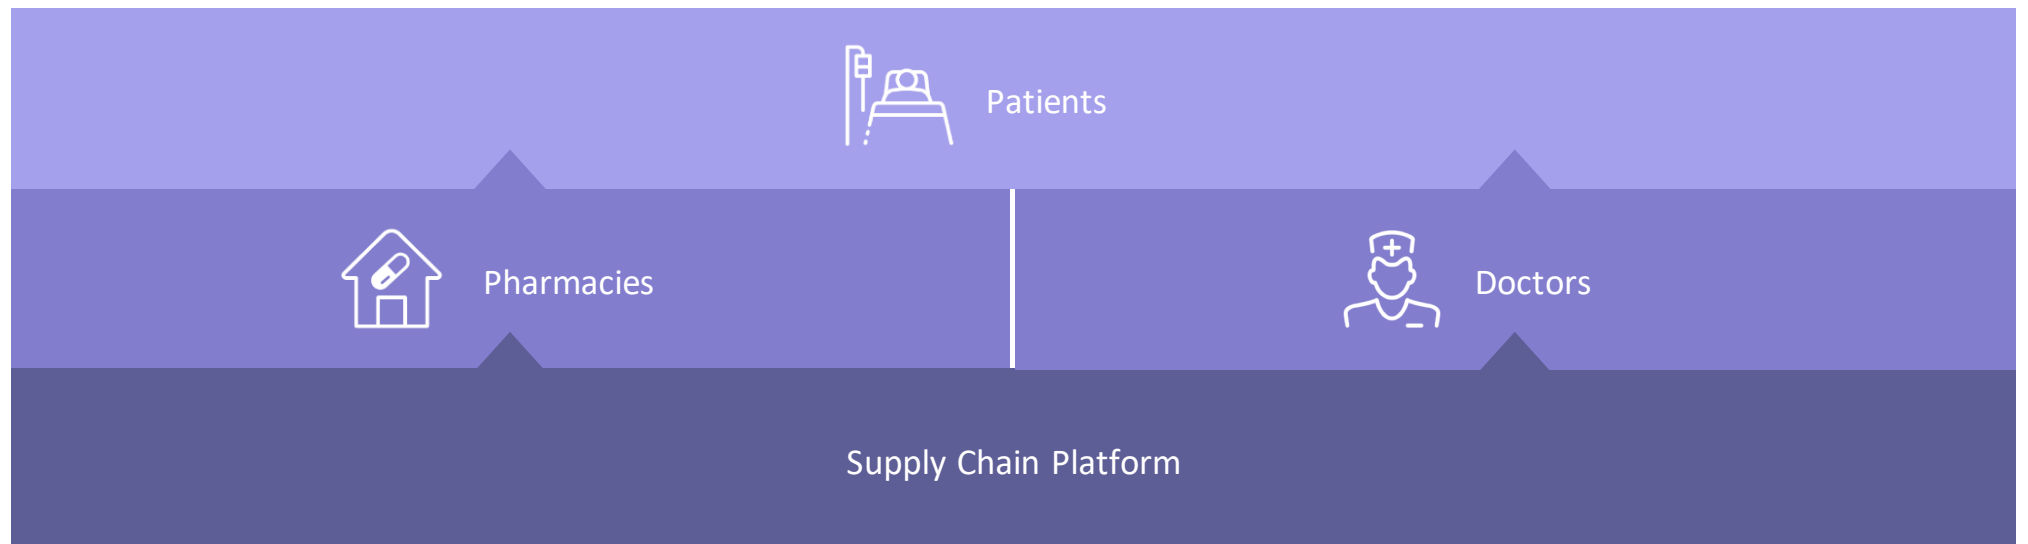 Patients
Pharmacies
Doctors
Supply Chain Platform